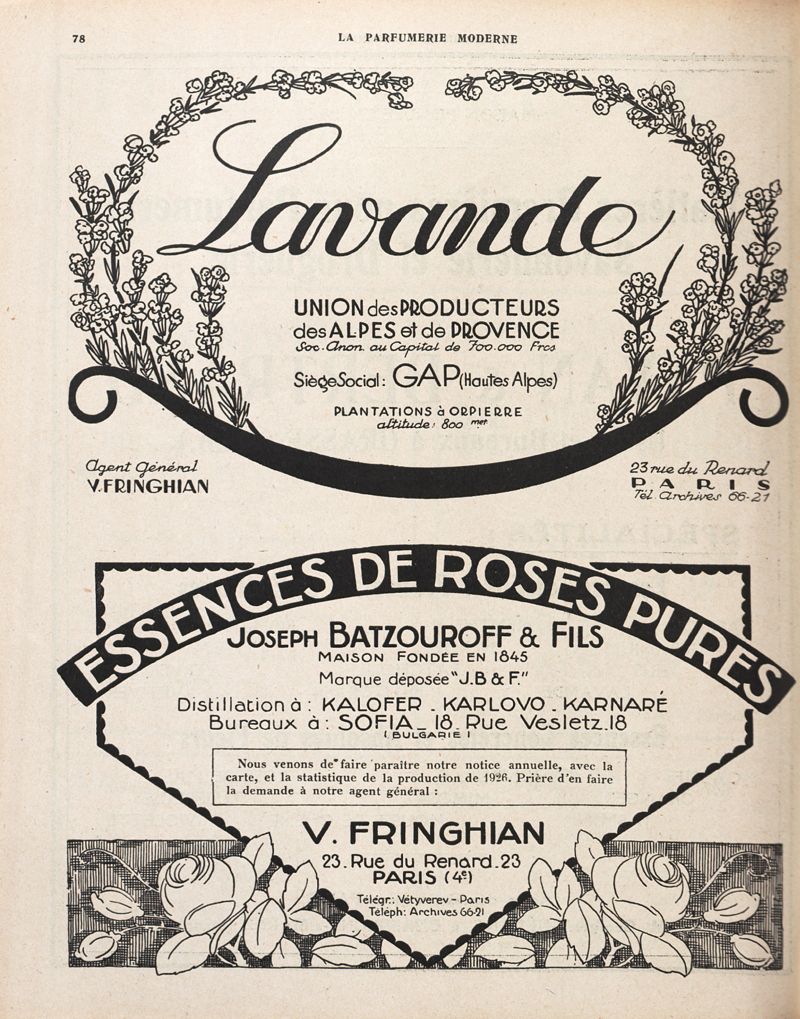 78
LA PARFUMERIE MODERNE
Lavande
UNION des PRODUCTEURS
des ALPES et de PROVENCE
Soc. Anon. au Capital de 700.000 Frcs
Siège Social : GAP (Hautes Alpes)
PLANTATIONS à ORPIERRE
altitude : 800 met
Agent Général
V. FRINGHIAN
23 rue du Renard
PARIS
Tél. Archives 66-21
ESSENCES DE ROSES PURES
JOSEPH BATZOUROFF & FILS
MAISON FONDÉE EN 1845
Marque déposée "J.B & F."
Distillation à : KALOFER - KARLOVO - KARNARÉ
Bureaux à : SOFIA - 18. Rue Vesletz. 18
(BULGARIE)
Nous venons de faire paraître notre notice annuelle, avec la
carte, et la statistique de la production de 1926. Prière d'en faire
la demande à notre agent général :
V. FRINGHIAN
23. Rue du Renard. 23
PARIS (4e)
Télégr.: Vétyverev - Paris
Téléph: Archives 66-21